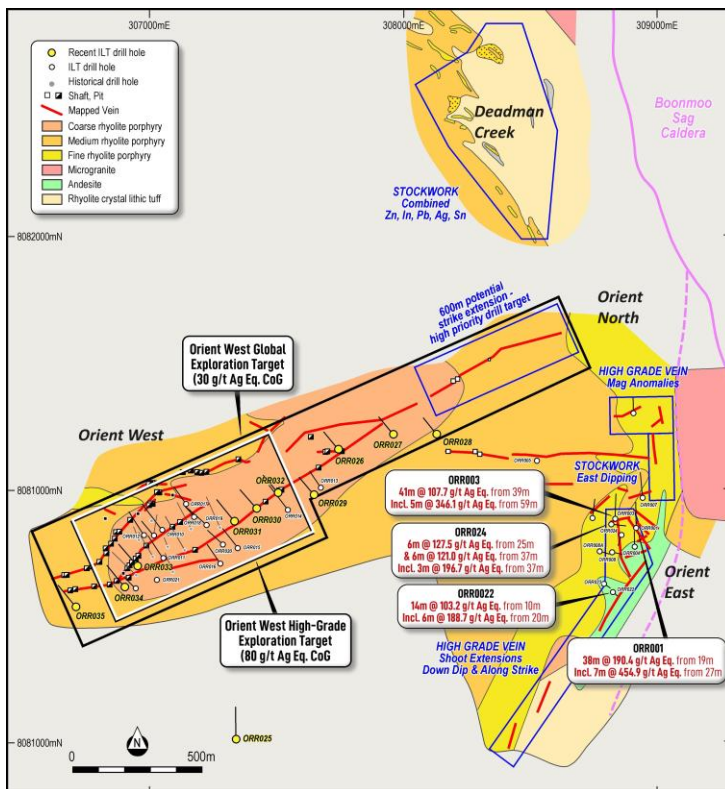 307000mE
308000mE
309000mE
Recent ILT drill hole
ILT drill hole
Historical drill hole
Shaft, Pit
Mapped Vein
Coarse rhyolite porphyry
Medium rhyolite porphyry
Fine rhyolite porphyry
Microgranite
Andesite
Rhyolite crystal lithic tuff
Deadman
Creek
Boonmoo
Sag
Caldera
STOCKWORK
Combined
Zn, In, Pb, Ag, Sn
8082000mN
600m potential
strike extension -
high priority drill target
Orient
North
Orient West Global
Exploration Target
(30 g/t Ag Eq. CoG
HIGH GRADE VEIN
Mag Anomalies
Orient West
ORR028
ORR027
ORR026
STOCKWORK
East Dipping
8081000mN
ORR032
ORR029
ORR030
ORR031
ORR003
41m @ 107.7 g/t Ag Eq. from 39m
Incl. 5m @ 346.1 g/t Ag Eq. from 59m
ORR024
6m @ 127.5 g/t Ag Eq. from 25m
& 6m @ 121.0 g/t Ag Eq. from 37m
Incl. 3m @ 196.7 g/t Ag Eq. from 37m
ORR033
ORR034
ORR035
Orient
East
ORR0022
14m @ 103.2 g/t Ag Eq. from 10m
Incl. 6m @ 188.7 g/t Ag Eq. from 20m
Orient West High-Grade
Exploration Target
(80 g/t Ag Eq. CoG
HIGH GRADE VEIN
Shoot Extensions
Down Dip & Along Strike
ORR001
38m @ 190.4 g/t Ag Eq. from 19m
Incl. 7m @ 454.9 g/t Ag Eq. from 27m
8081000mN
N
0
500m
ORR025